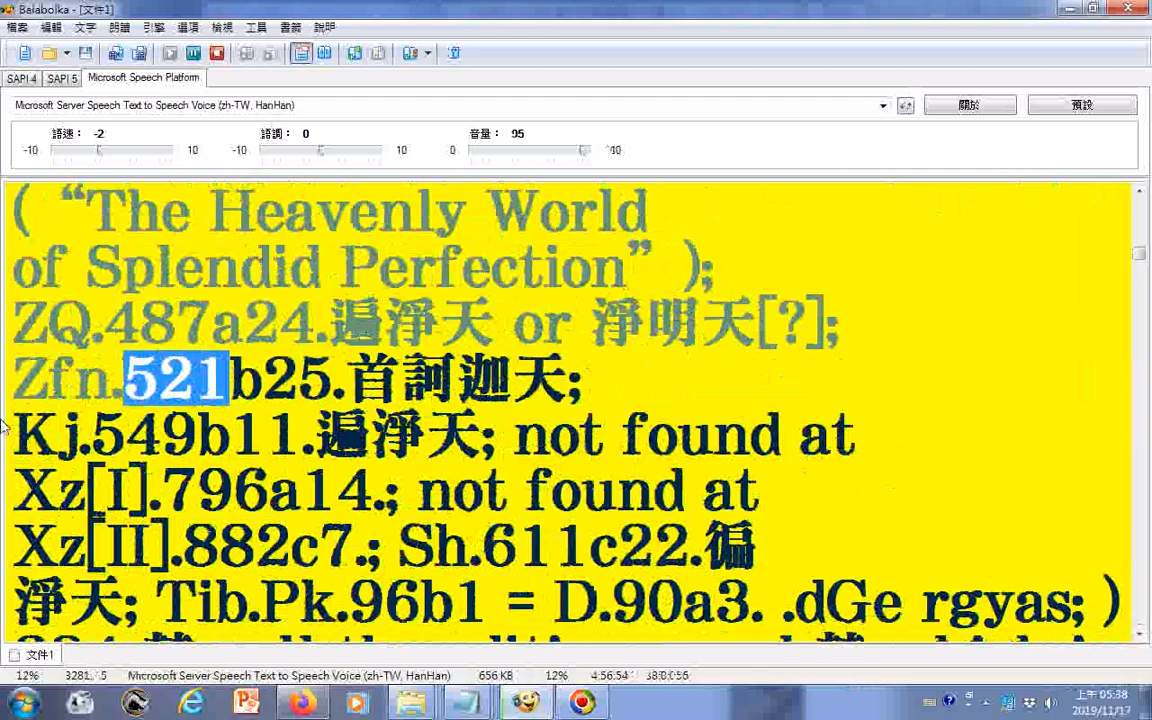 Balabolka - [文件1]
檔案 編輯 文字 朗讀 引擎 選項 檢視 工具 書籤 說明
SAPI 4 SAPI 5 Microsoft Speech Platform
Microsoft Server Speech Text to Speech Voice (zh-TW, HanHan) 關於 預設
語速： -2 語調： 0 音量： 95
-10 10 -10 10 0
( “The Heavenly World
of Splendid Perfection” );
ZQ.487a24.遍淨天 or 淨明天[?];
Zfn.521b25.首訶迦天;
Kj.549b11.遍淨天; not found at
Xz[I].796a14.; not found at
Xz[II].882c7.; Sh.611c22.徧
淨天; Tib.Pk.96b1 = D.90a3. .dGe rgyas; )
文件1
12% Microsoft Server Speech Text to Speech Voice (zh-TW, HanHan) 656 KB 12% 4:56:54
上午 05:38
2019/11/17